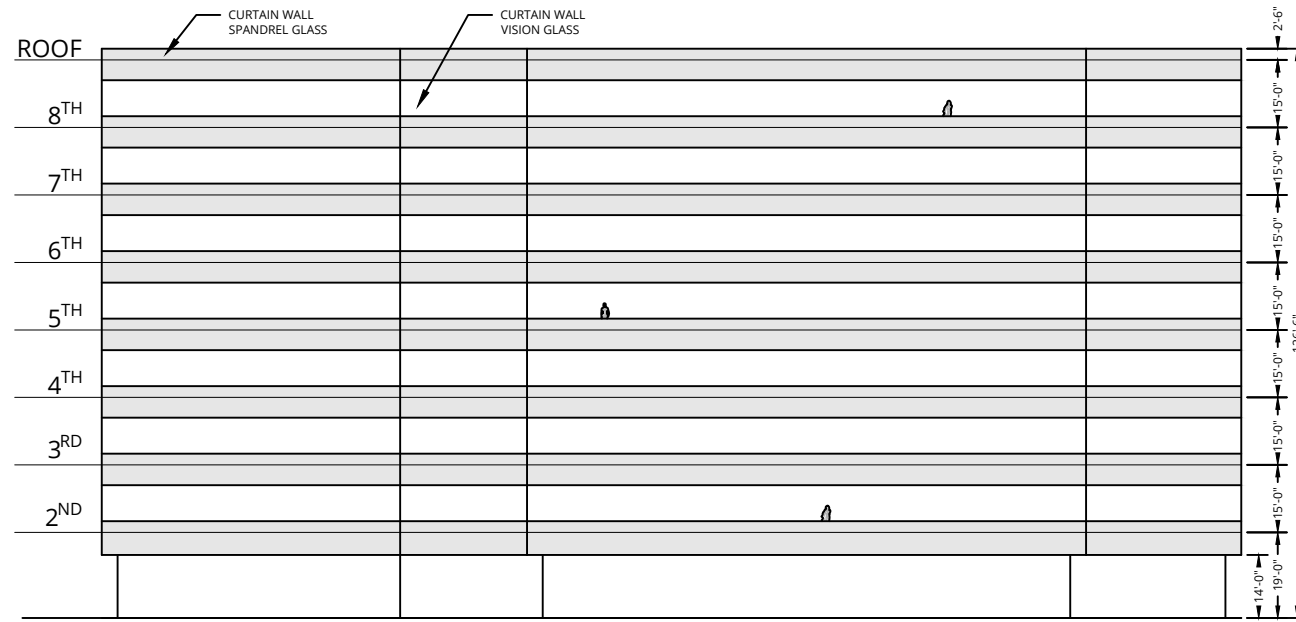 CURTAIN WALL
SPANDREL GLASS
CURTAIN WALL
VISION GLASS
2'-6"
ROOF
15'-0"
8TH
15'-0"
7TH
15'-0"
6TH
15'-0"
5TH
15'-0"
4TH
15'-0"
3RD
15'-0"
2ND
14'-0"
19'-0"